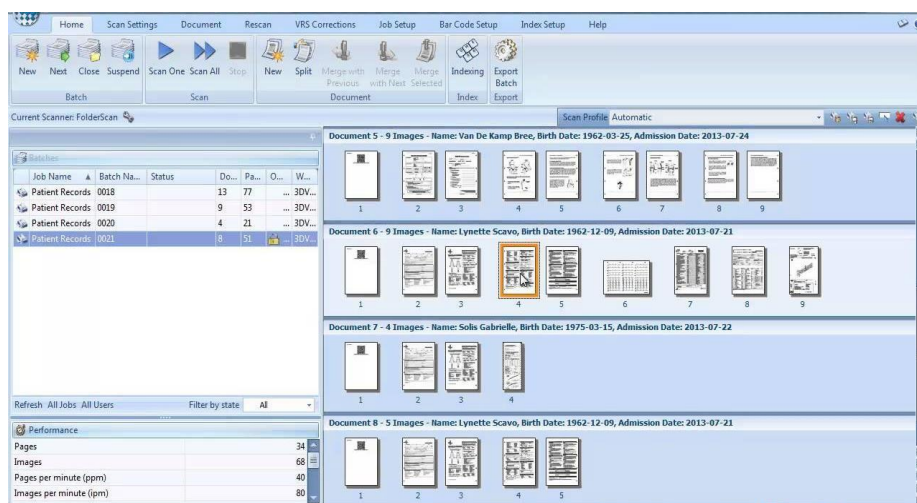 Home Scan Settings Document Rescan VRS Corrections Job Setup Bar Code Setup Index Setup Help
New Next Close Suspend Scan One Scan All Stop New Split Merge with Previous Merge with Next Merge Selected Indexing Export Batch
Batch Scan Document Index Export
Current Scanner: FolderScan
Scan Profile Automatic
Batches
Job Name Batch Na... Status Do... Pa... O... W...
Patient Records 0018 13 77 ... 3DV...
Patient Records 0019 9 53 ... 3DV...
Patient Records 0020 4 21 ... 3DV...
Patient Records 0021 8 51 ... 3DV...
Refresh All Jobs All Users Filter by state All
Performance
Pages 34
Images 68
Pages per minute (ppm) 40
Images per minute (ipm) 80
Document 5 - 9 Images - Name: Van De Kamp Bree, Birth Date: 1962-03-25, Admission Date: 2013-07-24
1 2 3 4 5 6 7 8 9
Document 6 - 9 Images - Name: Lynette Scavo, Birth Date: 1962-12-09, Admission Date: 2013-07-21
1 2 3 4 5 6 7 8 9
Document 7 - 4 Images - Name: Solis Gabrielle, Birth Date: 1975-03-15, Admission Date: 2013-07-22
1 2 3 4
Document 8 - 5 Images - Name: Lynette Scavo, Birth Date: 1962-12-09, Admission Date: 2013-07-21
1 2 3 4 5